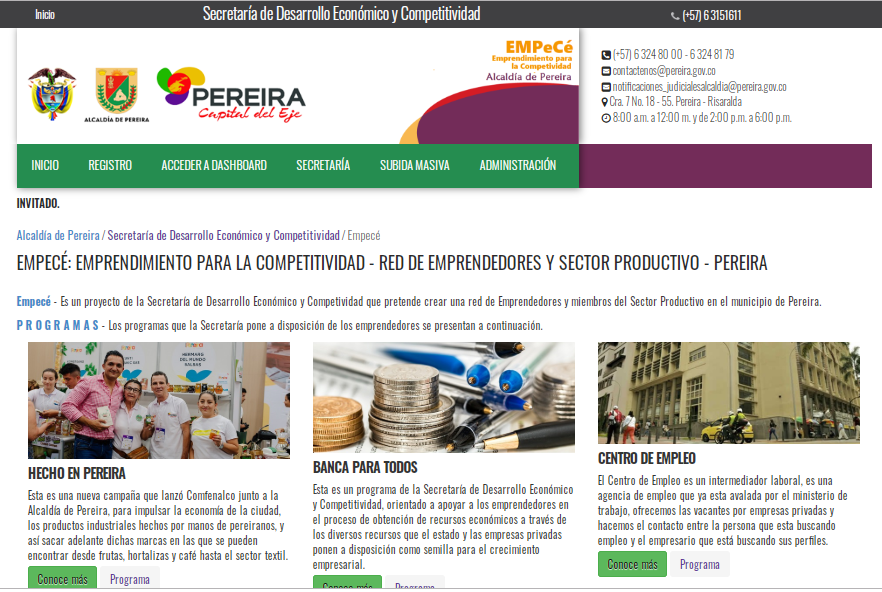 Inicio
Secretaría de Desarrollo Económico y Competitividad
(+57) 6 3151611
ALCALDÍA DE PEREIRA
PEREIRA
Capital del Eje
EMPeCé
Emprendimiento para
la Competividad
Alcaldía de Pereira
(+57) 6 324 80 00 - 6 324 81 79
contactenos@pereira.gov.co
notificaciones_judicialesalcaldia@pereira.gov.co
Cra. 7 No. 18 - 55. Pereira - Risaralda
8:00 a.m. a 12:00 m. y de 2:00 p.m. a 6:00 p.m.
INICIO REGISTRO ACCEDER A DASHBOARD SECRETARÍA SUBIDA MASIVA ADMINISTRACIÓN
INVITADO.
Alcaldía de Pereira / Secretaría de Desarrollo Económico y Competitividad / Empecé
EMPECÉ: EMPRENDIMIENTO PARA LA COMPETITIVIDAD - RED DE EMPRENDEDORES Y SECTOR PRODUCTIVO - PEREIRA
Empecé - Es un proyecto de la Secretaría de Desarrollo Económico y Competividad que pretende crear una red de Emprendedores y miembros del Sector Productivo en el municipio de Pereira.
P R O G R A M A S - Los programas que la Secretaría pone a disposición de los emprendedores se presentan a continuación.
HECHO EN PEREIRA
Esta es una nueva campaña que lanzó Comfenalco junto a la
Alcaldía de Pereira, para impulsar la economía de la ciudad,
los productos industriales hechos por manos de pereiranos, y
así sacar adelante dichas marcas en las que se pueden
encontrar desde frutas, hortalizas y café hasta el sector textil.
Conoce más Programa
BANCA PARA TODOS
Esta es un programa de la Secretaría de Desarrollo Económico
y Competitividad, orientado a apoyar a los emprendedores en
el proceso de obtención de recursos económicos a través de
los diversos recursos que el estado y las empresas privadas
ponen a disposición como semilla para el crecimiento
empresarial.
Conoce más Programa
CENTRO DE EMPLEO
El Centro de Empleo es un intermediador laboral, es una
agencia de empleo que ya esta avalada por el ministerio de
trabajo, ofrecemos las vacantes por empresas privadas y
hacemos el contacto entre la persona que esta buscando
empleo y el empresario que está buscando sus perfiles.
Conoce más Programa